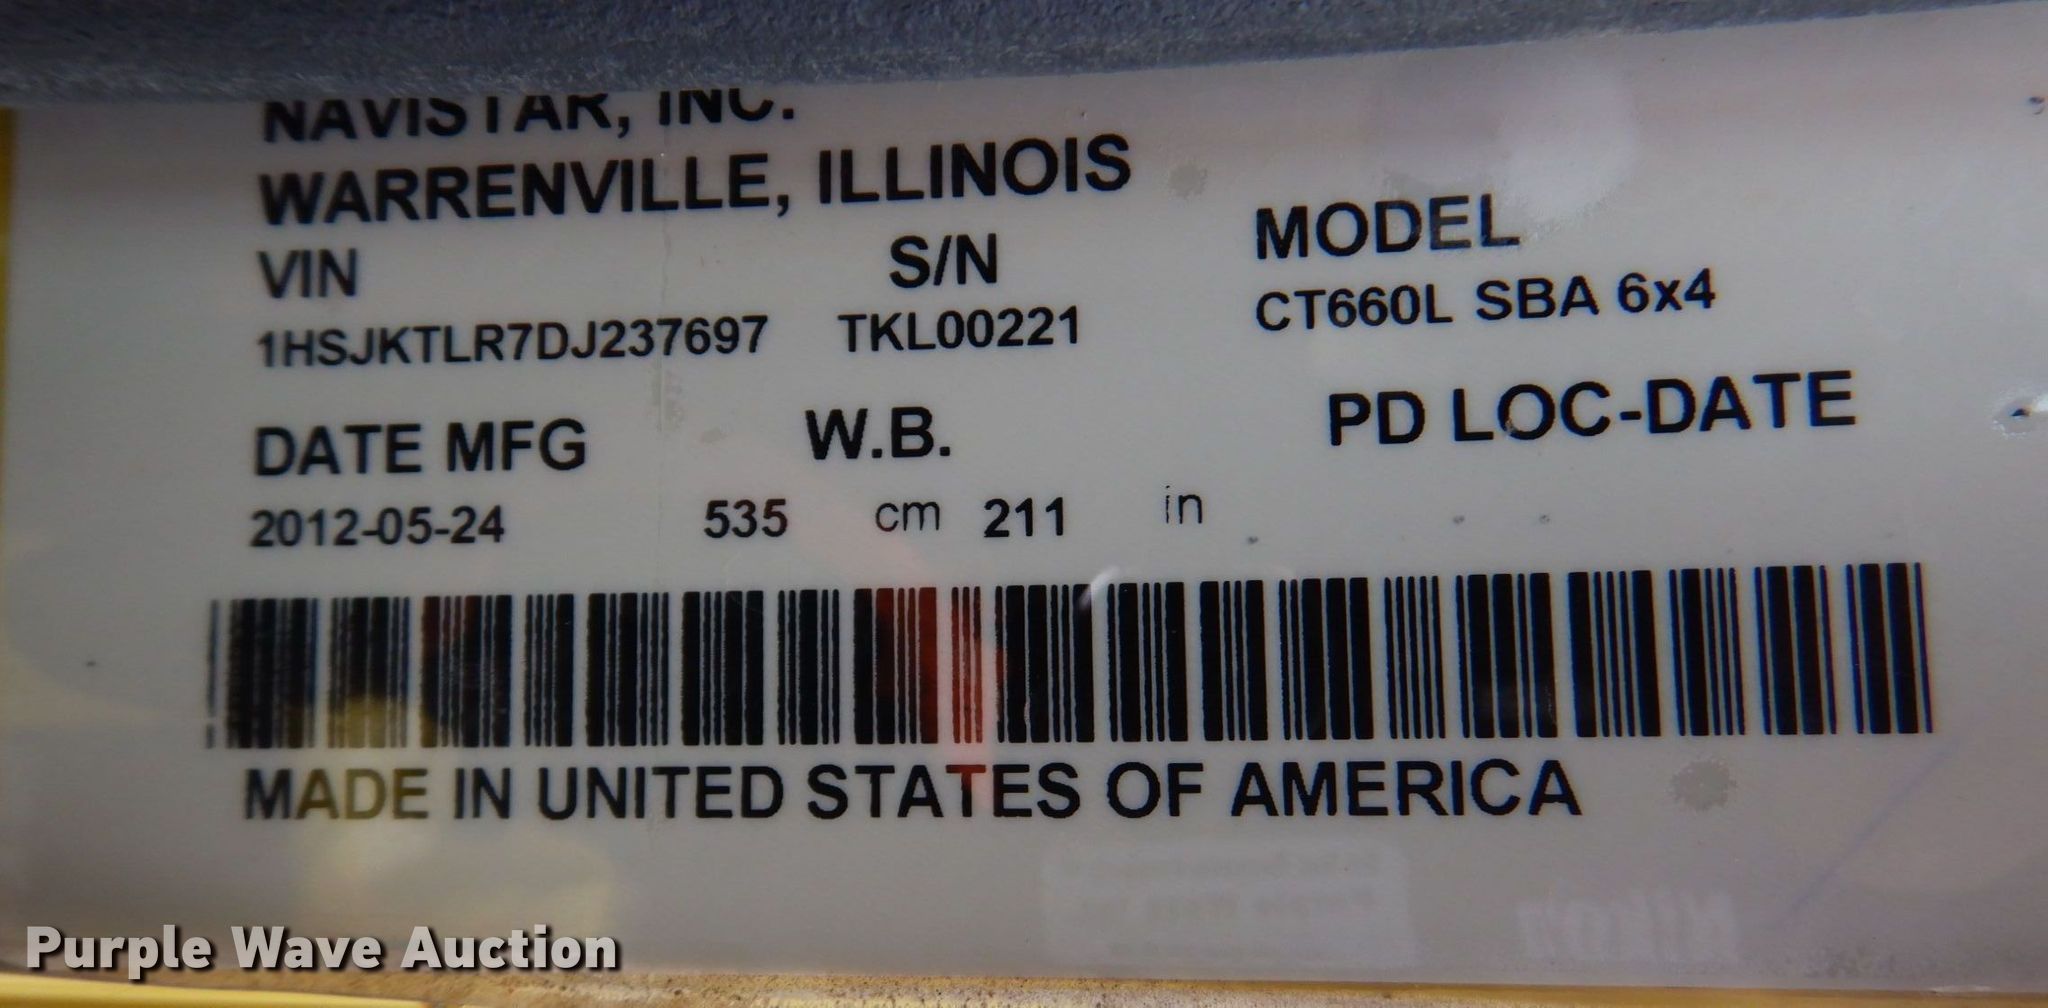 NAVISTAR, INC.
WARRENVILLE, ILLINOIS
VIN S/N MODEL
1HSJKTLR7DJ237697 TKL00221 CT660L SBA 6x4
DATE MFG W.B. PD LOC-DATE
2012-05-24 535 cm 211 in
MADE IN UNITED STATES OF AMERICA
Nikon
Purple Wave Auction